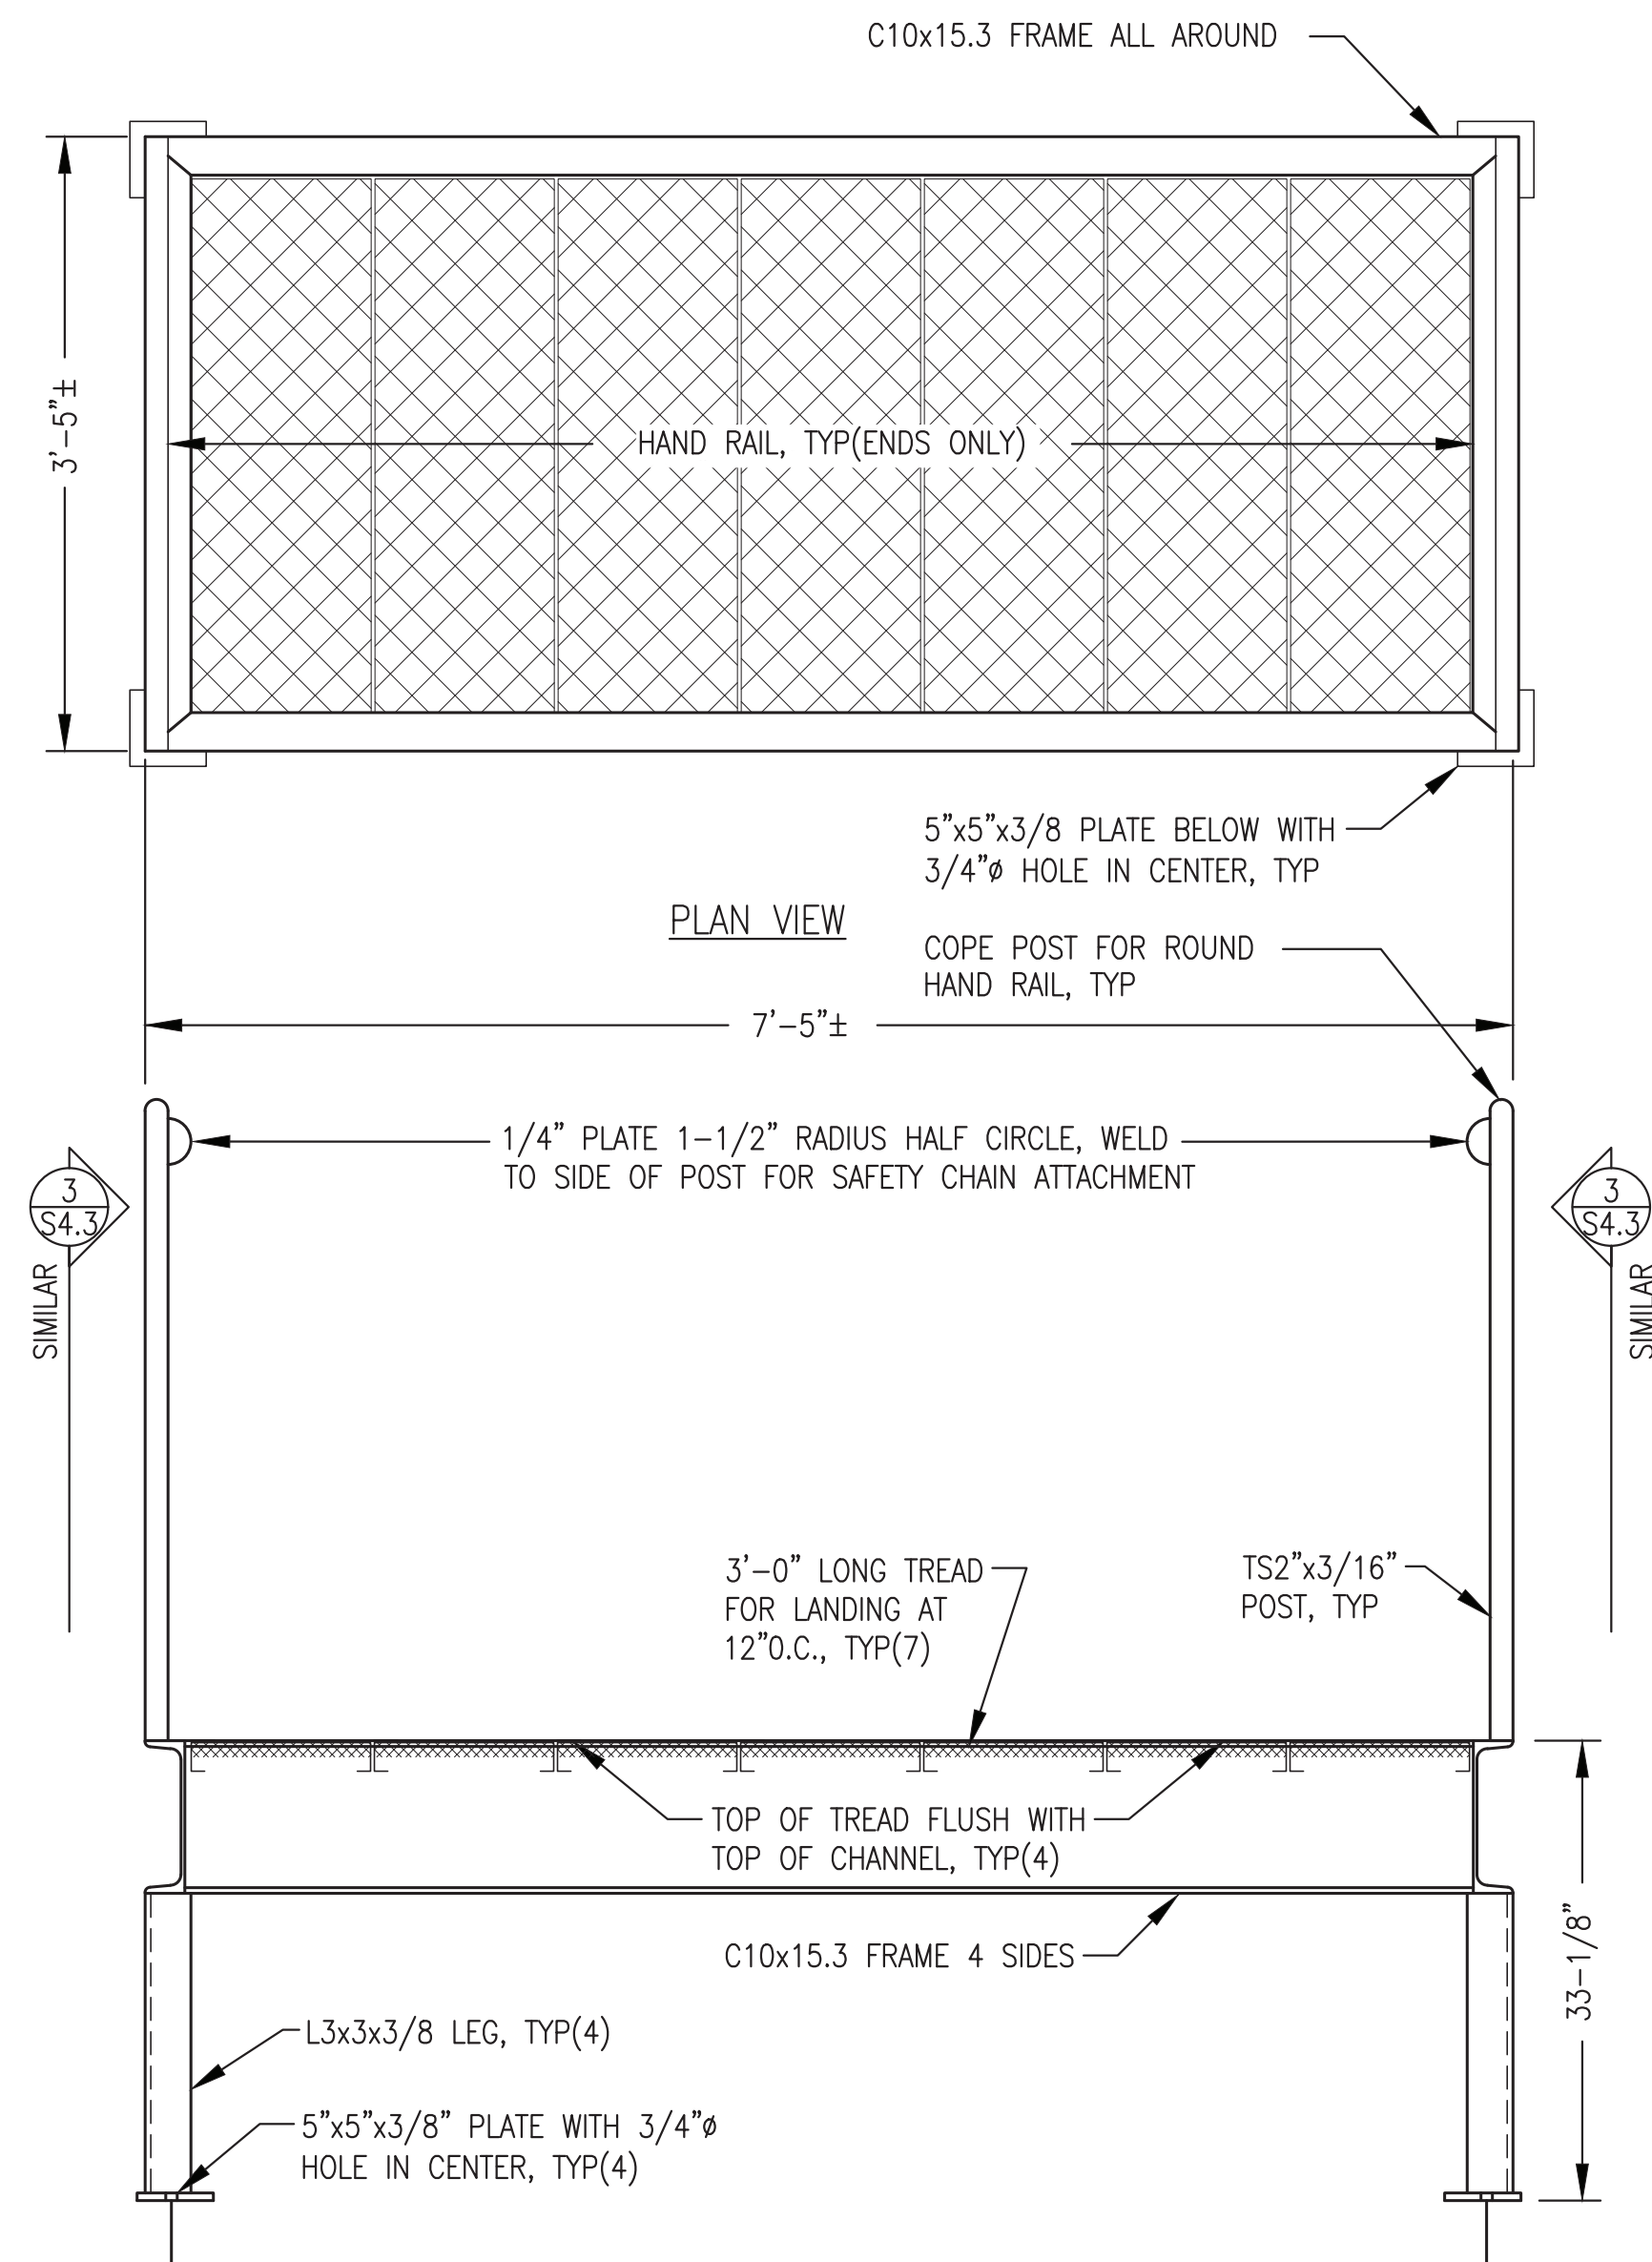 C10x15.3 FRAME ALL AROUND
3'-5"±
HAND RAIL, TYP(ENDS ONLY)
5"x5"x3/8 PLATE BELOW WITH
3/4"ø HOLE IN CENTER, TYP
PLAN VIEW
COPE POST FOR ROUND
HAND RAIL, TYP
7'-5"±
1/4" PLATE 1-1/2" RADIUS HALF CIRCLE, WELD
TO SIDE OF POST FOR SAFETY CHAIN ATTACHMENT
3
S4.3
SIMILAR
3
S4.3
SIMILAR
3'-0" LONG TREAD
FOR LANDING AT
12"O.C., TYP(7)
TS2"x3/16"
POST, TYP
TOP OF TREAD FLUSH WITH
TOP OF CHANNEL, TYP(4)
C10x15.3 FRAME 4 SIDES
33-1/8"
L3x3x3/8 LEG, TYP(4)
5"x5"x3/8" PLATE WITH 3/4"ø
HOLE IN CENTER, TYP(4)